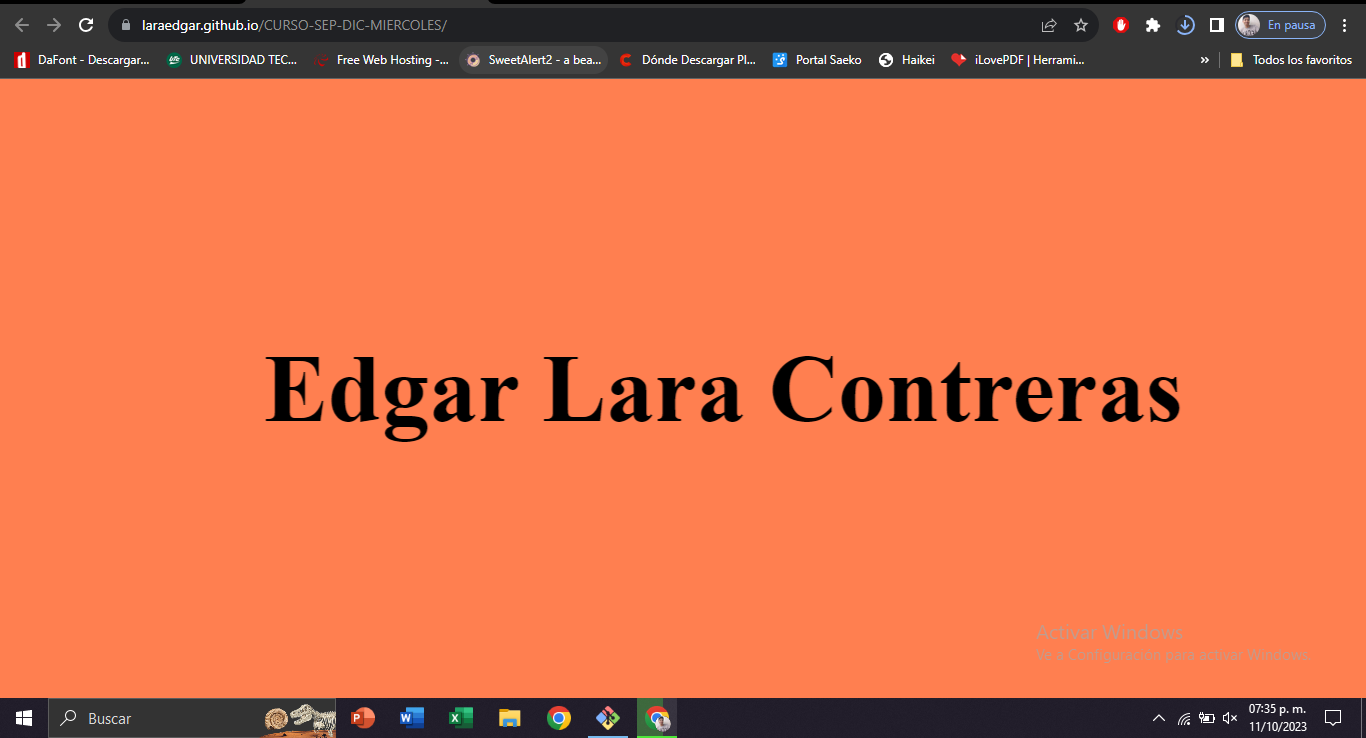 laraedgar.github.io/CURSO-SEP-DIC-MIERCOLES/
En pausa
DaFont - Descargar...
UNIVERSIDAD TEC...
Free Web Hosting -...
SweetAlert2 - a bea...
Dónde Descargar Pl...
Portal Saeko
Haikei
iLovePDF | Herrami...
»
Todos los favoritos
Edgar Lara Contreras
Activar Windows
Ve a Configuración para activar Windows.
Buscar
07:35 p. m.
11/10/2023